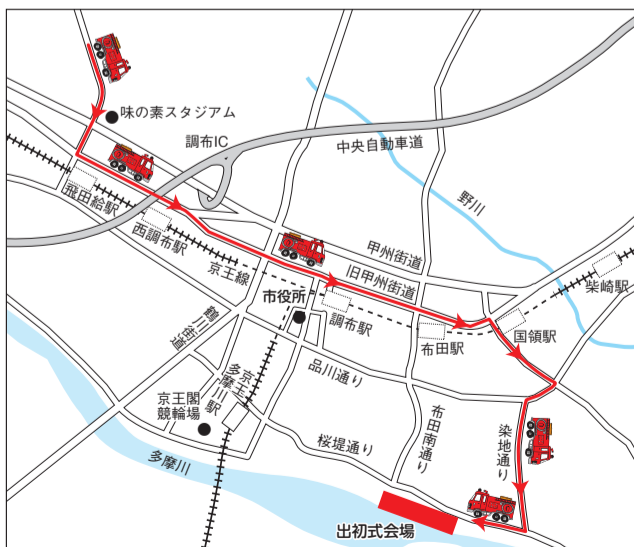 味の素スタジアム
調布IC
中央自動車道
野川
飛田給駅
西調布駅
京王線
甲州街道
旧甲州街道
柴崎駅
市役所
調布駅
布田駅
国領駅
鶴川街道
品川通り
京王
多摩川駅
京王閣
競輪場
桜堤通り
布田南通り
染地通り
多摩川
出初式会場